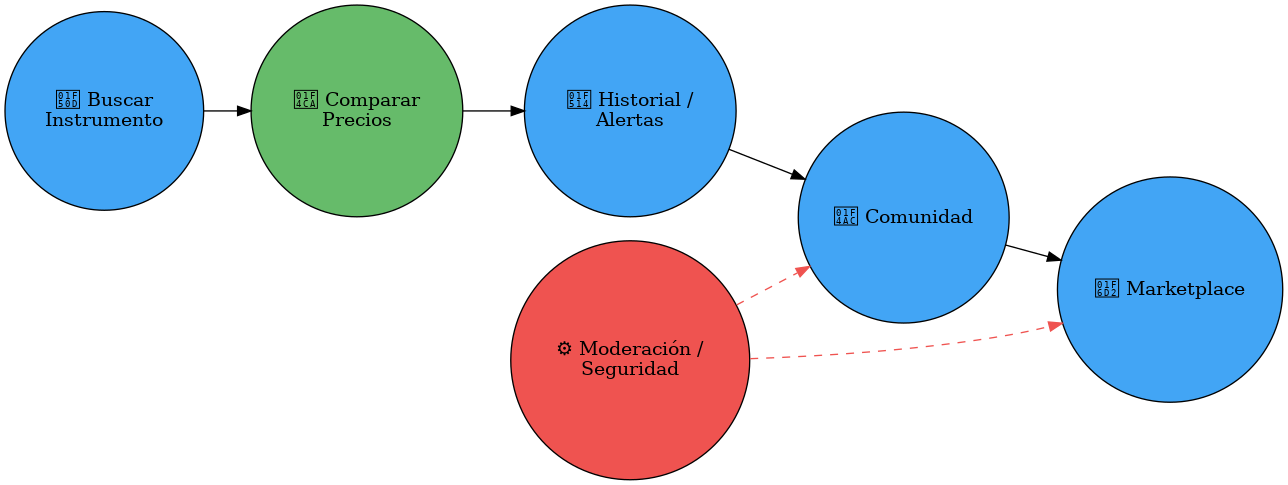 🔍 Buscar
Instrumento
📊 Comparar
Precios
🔔 Historial /
Alertas
💬 Comunidad
🛒 Marketplace
⚙ Moderación /
Seguridad